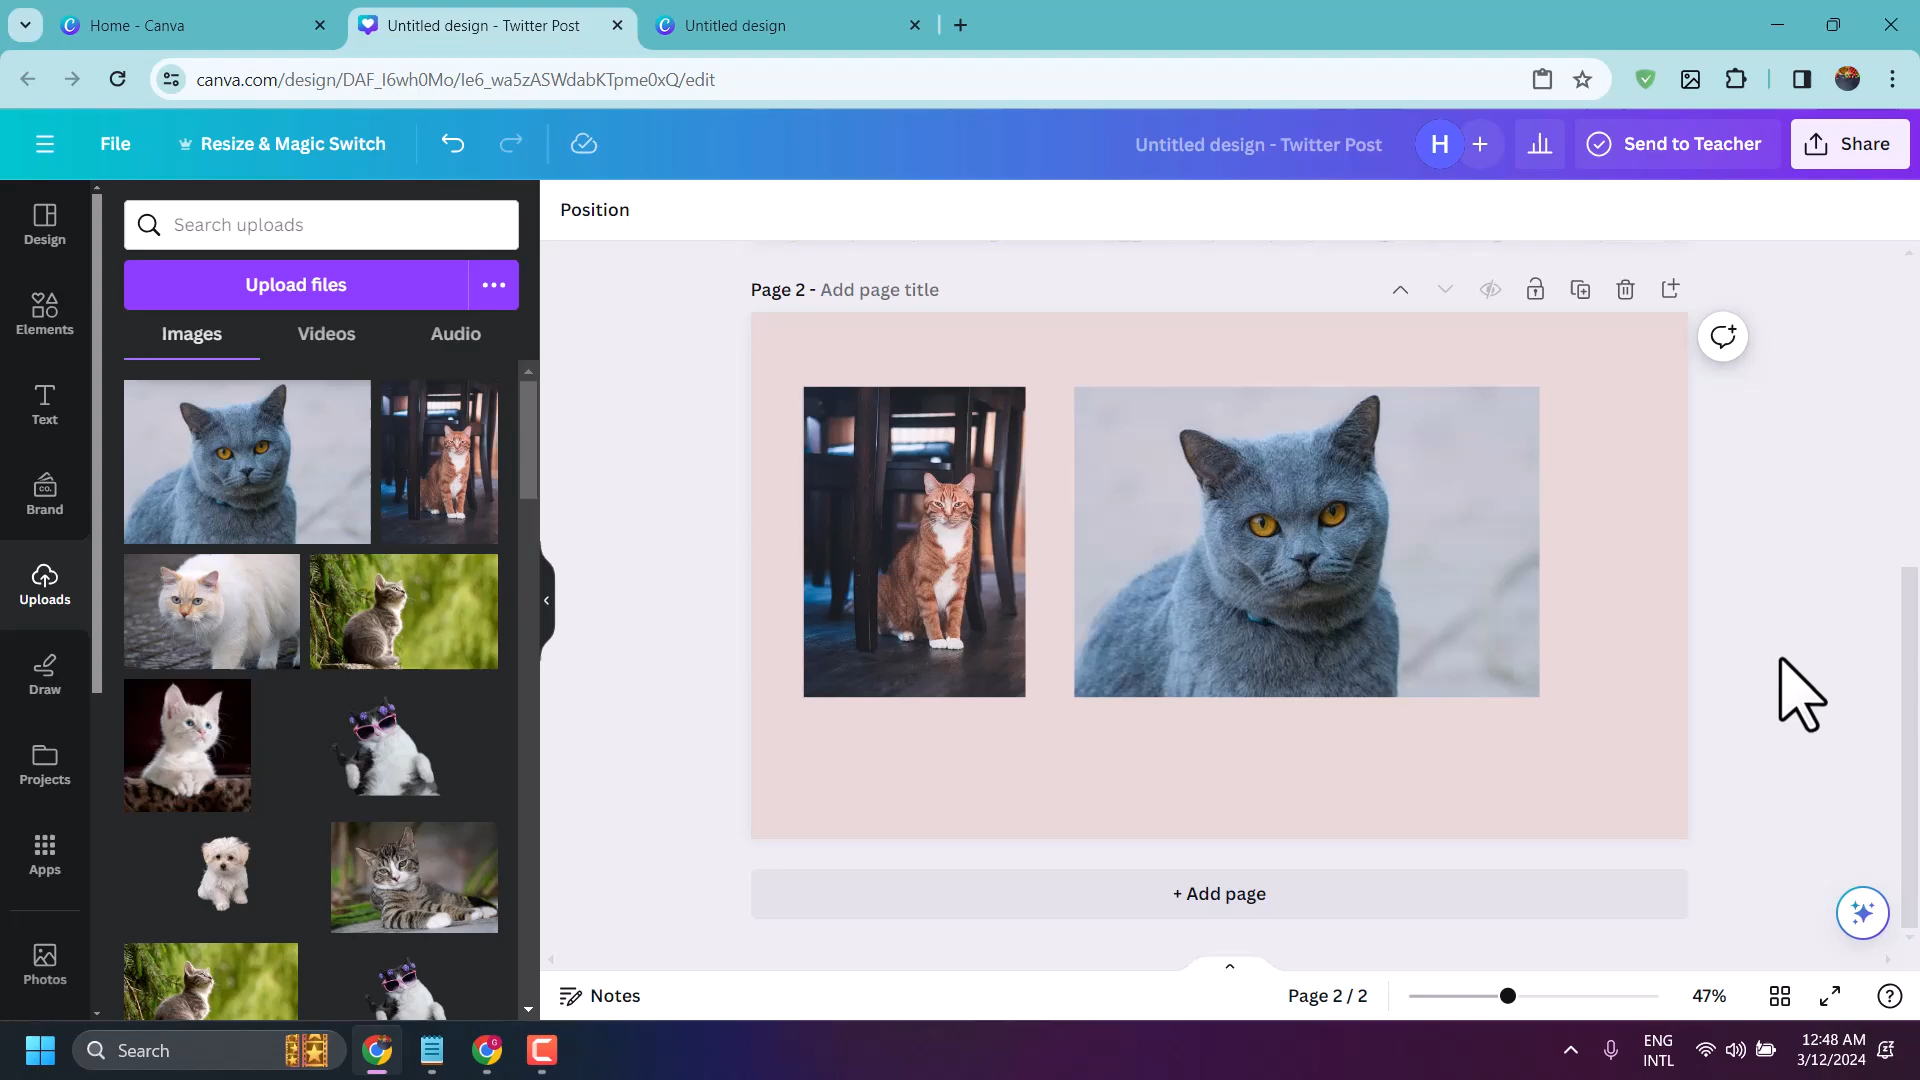 Home - Canva
Untitled design - Twitter Post
Untitled design
canva.com/design/DAF_I6wh0Mo/Ie6_wa5zASWdabKTpme0xQ/edit
File
Resize & Magic Switch
Untitled design - Twitter Post
H
Send to Teacher
Share
Design
Elements
Text
CO.
Brand
Uploads
Draw
Projects
Apps
Photos
Search uploads
Upload files
Images
Videos
Audio
Position
Page 2 - Add page title
+ Add page
Notes
Page 2 / 2
47%
Search
ENG
INTL
12:48 AM
3/12/2024